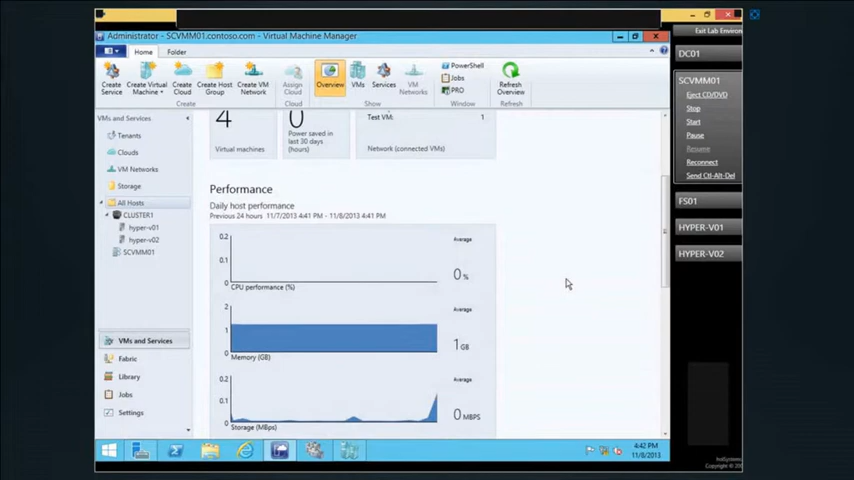 Administrator - SCVMM01.contoso.com - Virtual Machine Manager
Home
Folder
Create Service
Create Virtual Machine
Create Cloud
Create Host Group
Create VM Network
Assign Cloud
Overview
VMs
Services
VM Networks
PowerShell
Jobs
PRO
Refresh Overview
Create
Cloud
Show
Window
Refresh
VMs and Services
Tenants
Clouds
VM Networks
Storage
All Hosts
CLUSTER1
hyper-v01
hyper-v02
SCVMM01
VMs and Services
Fabric
Library
Jobs
Settings
4
Virtual machines
0
Power saved in last 30 days (hours)
Test VM:
1
Network (connected VMs)
Performance
Daily host performance
Previous 24 hours 11/7/2013 4:41 PM - 11/8/2013 4:41 PM
0.2
0.1
0
CPU performance (%)
Average
0 %
2
1
0
Memory (GB)
Average
1 GB
0.2
0.1
0
Storage (MBps)
Average
0 MBPS
4:42 PM
11/8/2013
Exit Lab Environ
DC01
SCVMM01
Eject CD/DVD
Stop
Start
Pause
Resume
Reconnect
Send Ctl-Alt-Del
FS01
HYPER-V01
HYPER-V02
Copyright © 20